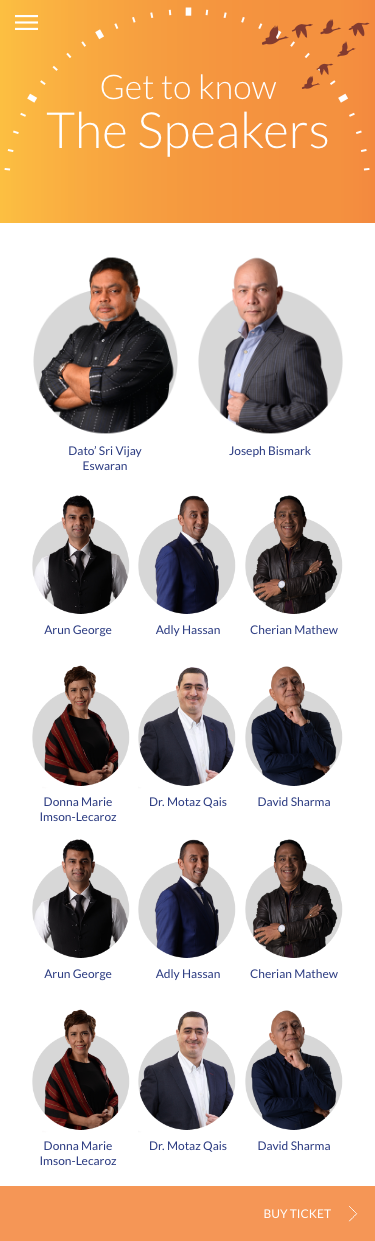 Get to know
The Speakers
Dato' Sri Vijay
Eswaran
Joseph Bismark
Arun George
Adly Hassan
Cherian Mathew
Donna Marie
Imson-Lecaroz
Dr. Motaz Qais
David Sharma
Arun George
Adly Hassan
Cherian Mathew
Donna Marie
Imson-Lecaroz
Dr. Motaz Qais
David Sharma
BUY TICKET